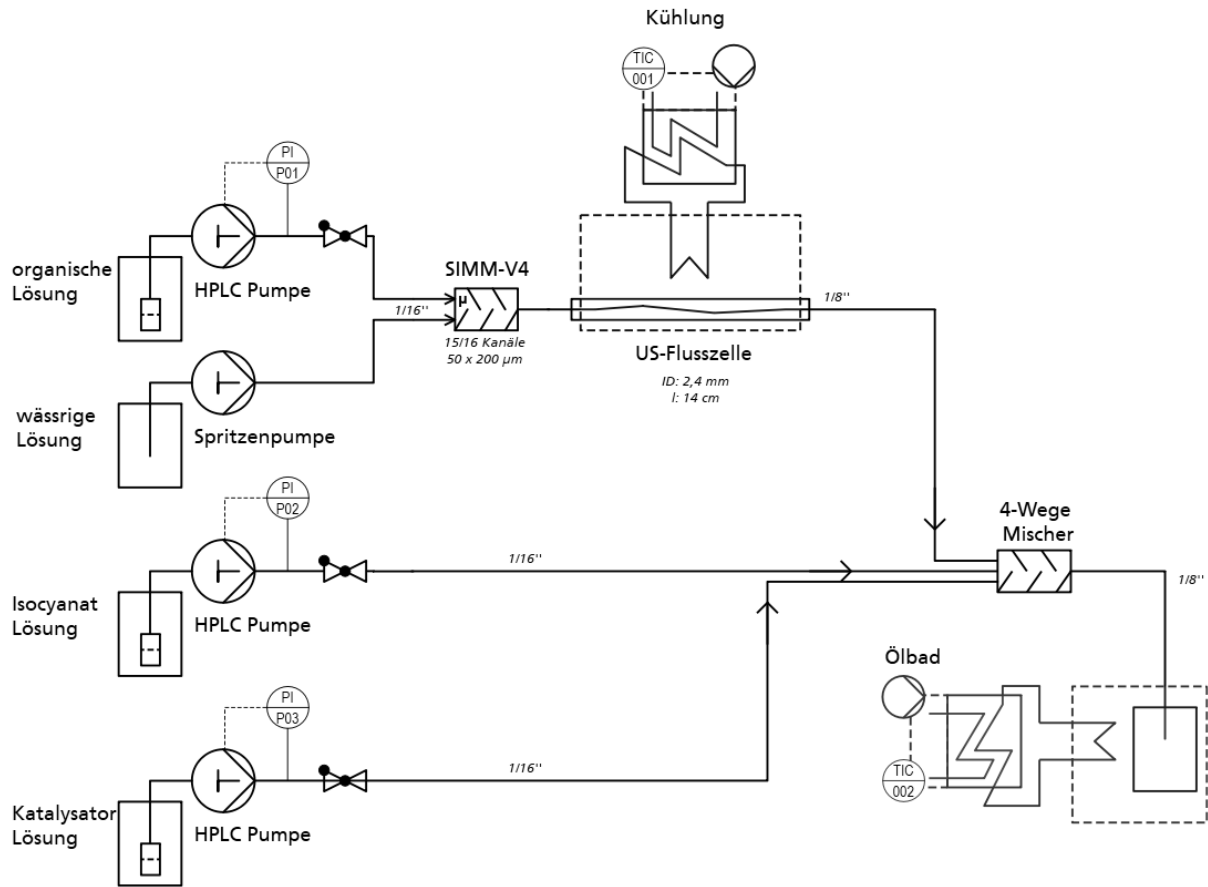 Kühlung
TIC
001
PI
P01
organische
Lösung
HPLC Pumpe
SIMM-V4
µ
1/16''
15/16 Kanäle
50 x 200 µm
1/8''
US-Flusszelle
ID: 2,4 mm
l: 14 cm
wässrige
Lösung
Spritzenpumpe
PI
P02
4-Wege
Mischer
1/16''
1/8''
Isocyanat
Lösung
HPLC Pumpe
Ölbad
PI
P03
TIC
002
1/16''
Katalysator
Lösung
HPLC Pumpe